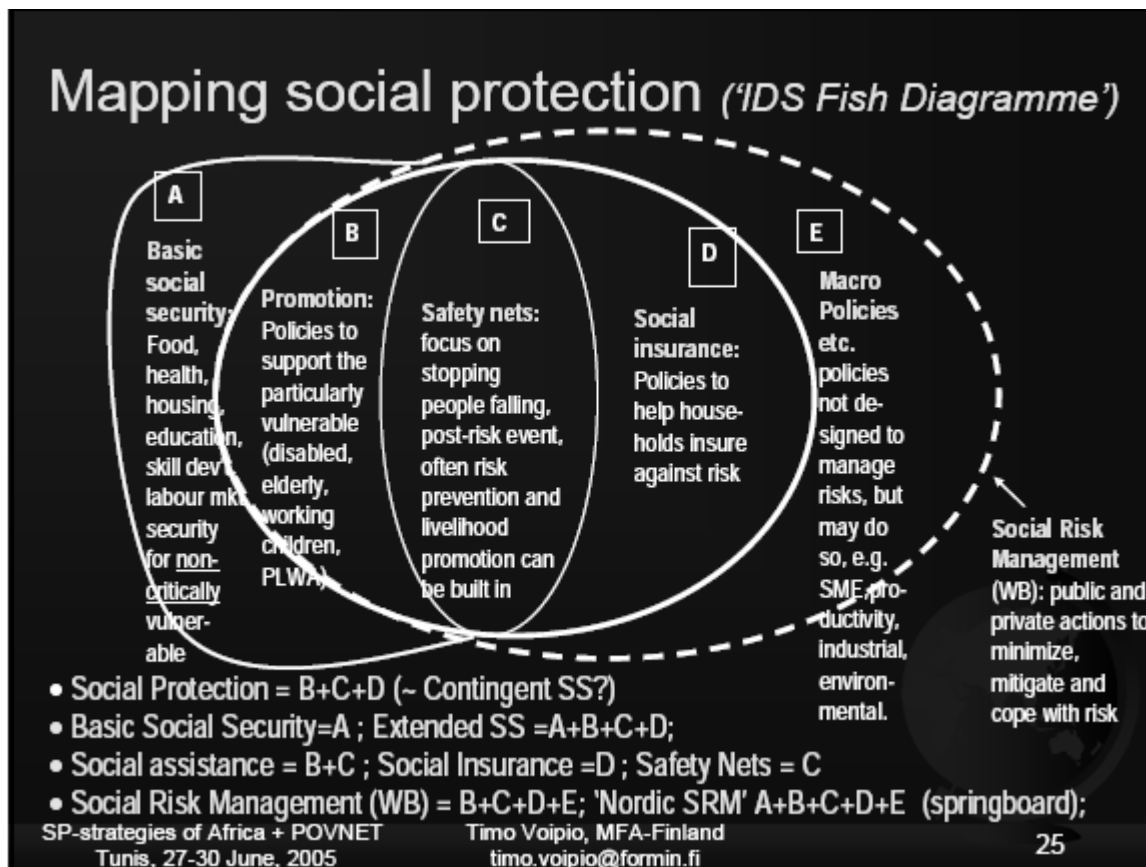 Mapping social protection ('IDS Fish Diagramme')
A
Basic
social
security:
Food,
health,
housing,
education,
skill dev't
labour mkt
security
for non-
critically
vulner-
able
B
Promotion:
Policies to
support the
particularly
vulnerable
(disabled,
elderly,
working
children,
PLWA)
C
Safety nets:
focus on
stopping
people falling,
post-risk event,
often risk
prevention and
livelihood
promotion can
be built in
D
Social
insurance:
Policies to
help house-
holds insure
against risk
E
Macro
Policies
etc.
policies
not de-
signed to
manage
risks, but
may do
so, e.g.
SME,pro-
ductivity,
industrial,
environ-
mental.
Social Risk
Management
(WB): public and
private actions to
minimize,
mitigate and
cope with risk
• Social Protection = B+C+D (~ Contingent SS?)
• Basic Social Security=A ; Extended SS =A+B+C+D;
• Social assistance = B+C ; Social Insurance =D ; Safety Nets = C
• Social Risk Management (WB) = B+C+D+E; 'Nordic SRM' A+B+C+D+E (springboard);
SP-strategies of Africa + POVNET
Tunis, 27-30 June, 2005
Timo Voipio, MFA-Finland
timo.voipio@formin.fi
25